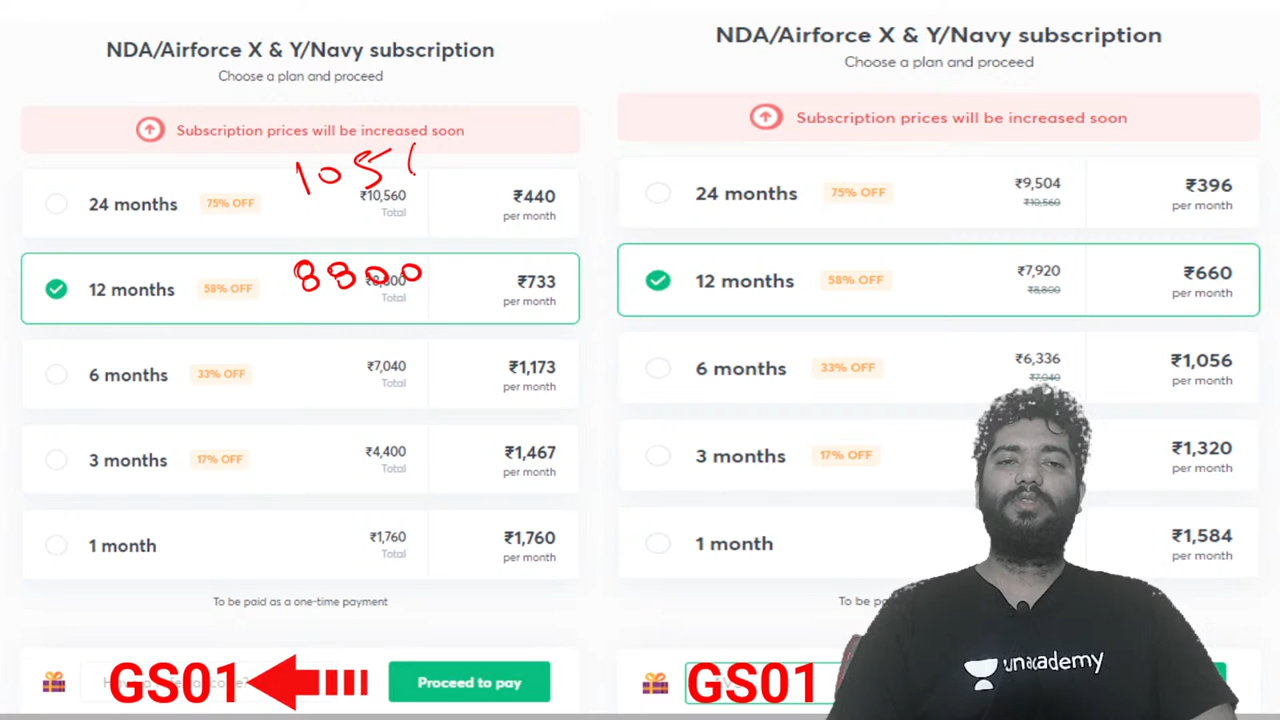 NDA/Airforce X & Y/Navy subscription
Choose a plan and proceed
Subscription prices will be increased soon
105
24 months 75% OFF ₹10,560 Total ₹440 per month
8800
12 months 58% OFF Total ₹733 per month
6 months 33% OFF ₹7,040 Total ₹1,173 per month
3 months 17% OFF ₹4,400 Total ₹1,467 per month
1 month ₹1,760 Total ₹1,760 per month
To be paid as a one-time payment
GS01
Proceed to pay
NDA/Airforce X & Y/Navy subscription
Choose a plan and proceed
Subscription prices will be increased soon
24 months 75% OFF ₹9,504 ₹10,560 ₹396 per month
12 months 58% OFF ₹7,920 ₹8,800 ₹660 per month
6 months 33% OFF ₹6,336 ₹7,040 ₹1,056 per month
3 months 17% OFF ₹1,320 per month
1 month ₹1,584 per month
To be
GS01
unacademy